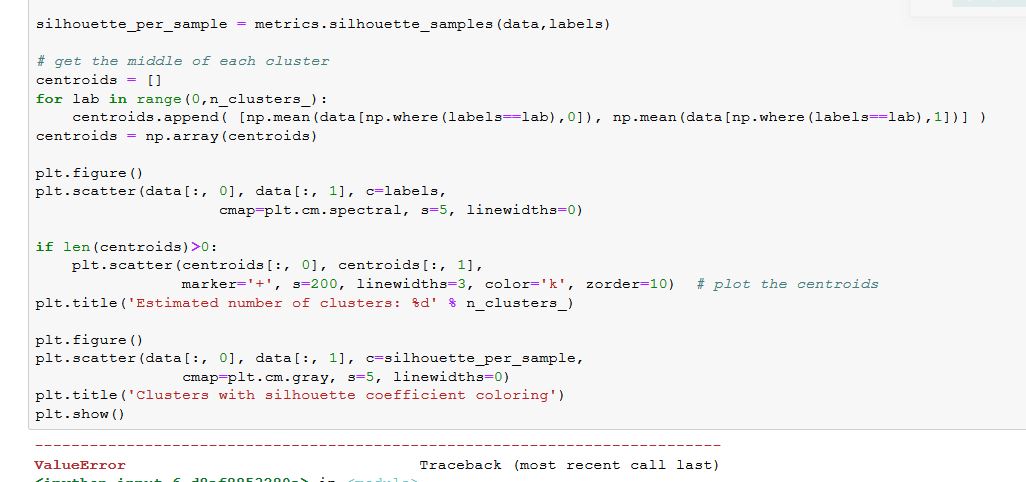 silhouette_per_sample = metrics.silhouette_samples(data,labels)
# get the middle of each cluster
centroids = []
for lab in range(0,n_clusters_):
centroids.append( [np.mean(data[np.where(labels==lab),0]), np.mean(data[np.where(labels==lab),1])] )
centroids = np.array(centroids)
plt.figure()
plt.scatter(data[:, 0], data[:, 1], c=labels,
cmap=plt.cm.spectral, s=5, linewidths=0)
if len(centroids)>0:
plt.scatter(centroids[:, 0], centroids[:, 1],
marker='+', s=200, linewidths=3, color='k', zorder=10)  # plot the centroids
plt.title('Estimated number of clusters: %d' % n_clusters_)
plt.figure()
plt.scatter(data[:, 0], data[:, 1], c=silhouette_per_sample,
cmap=plt.cm.gray, s=5, linewidths=0)
plt.title('Clusters with silhouette coefficient coloring')
plt.show()
---------------------------------------------------------------------------
ValueError                                Traceback (most recent call last)